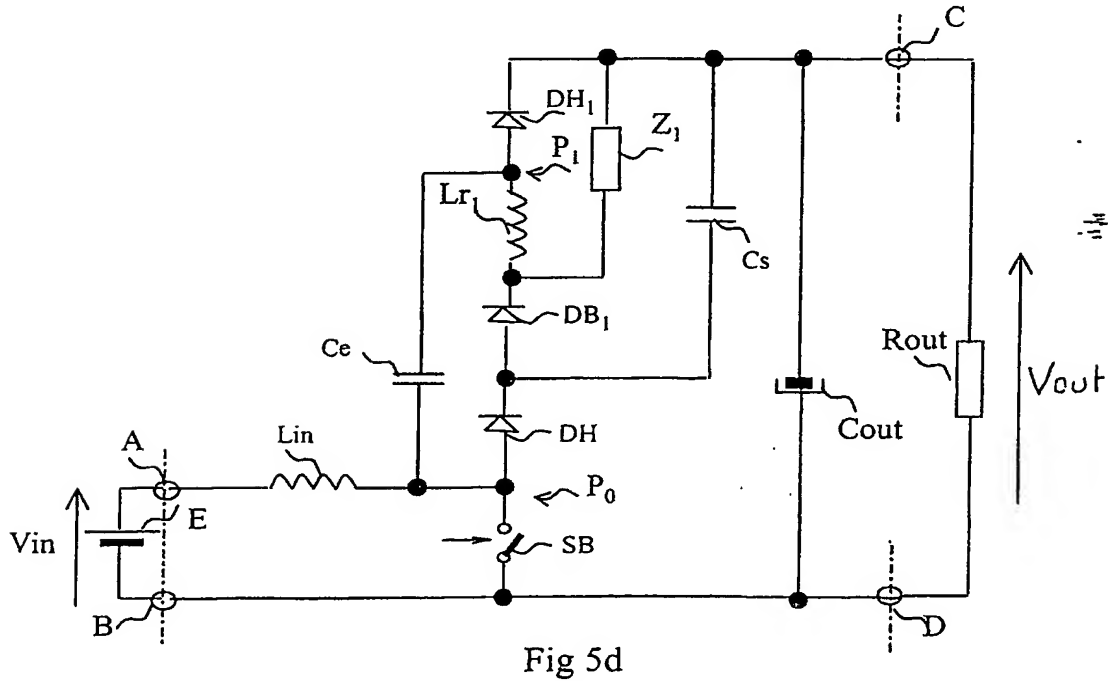 C
DH₁
Z₁
P₁
Lr₁
Cs
DB₁
Ce
Rout
Vout
Cout
DH
Lin
A
P₀
E
Vin
SB
B
D
Fig 5d